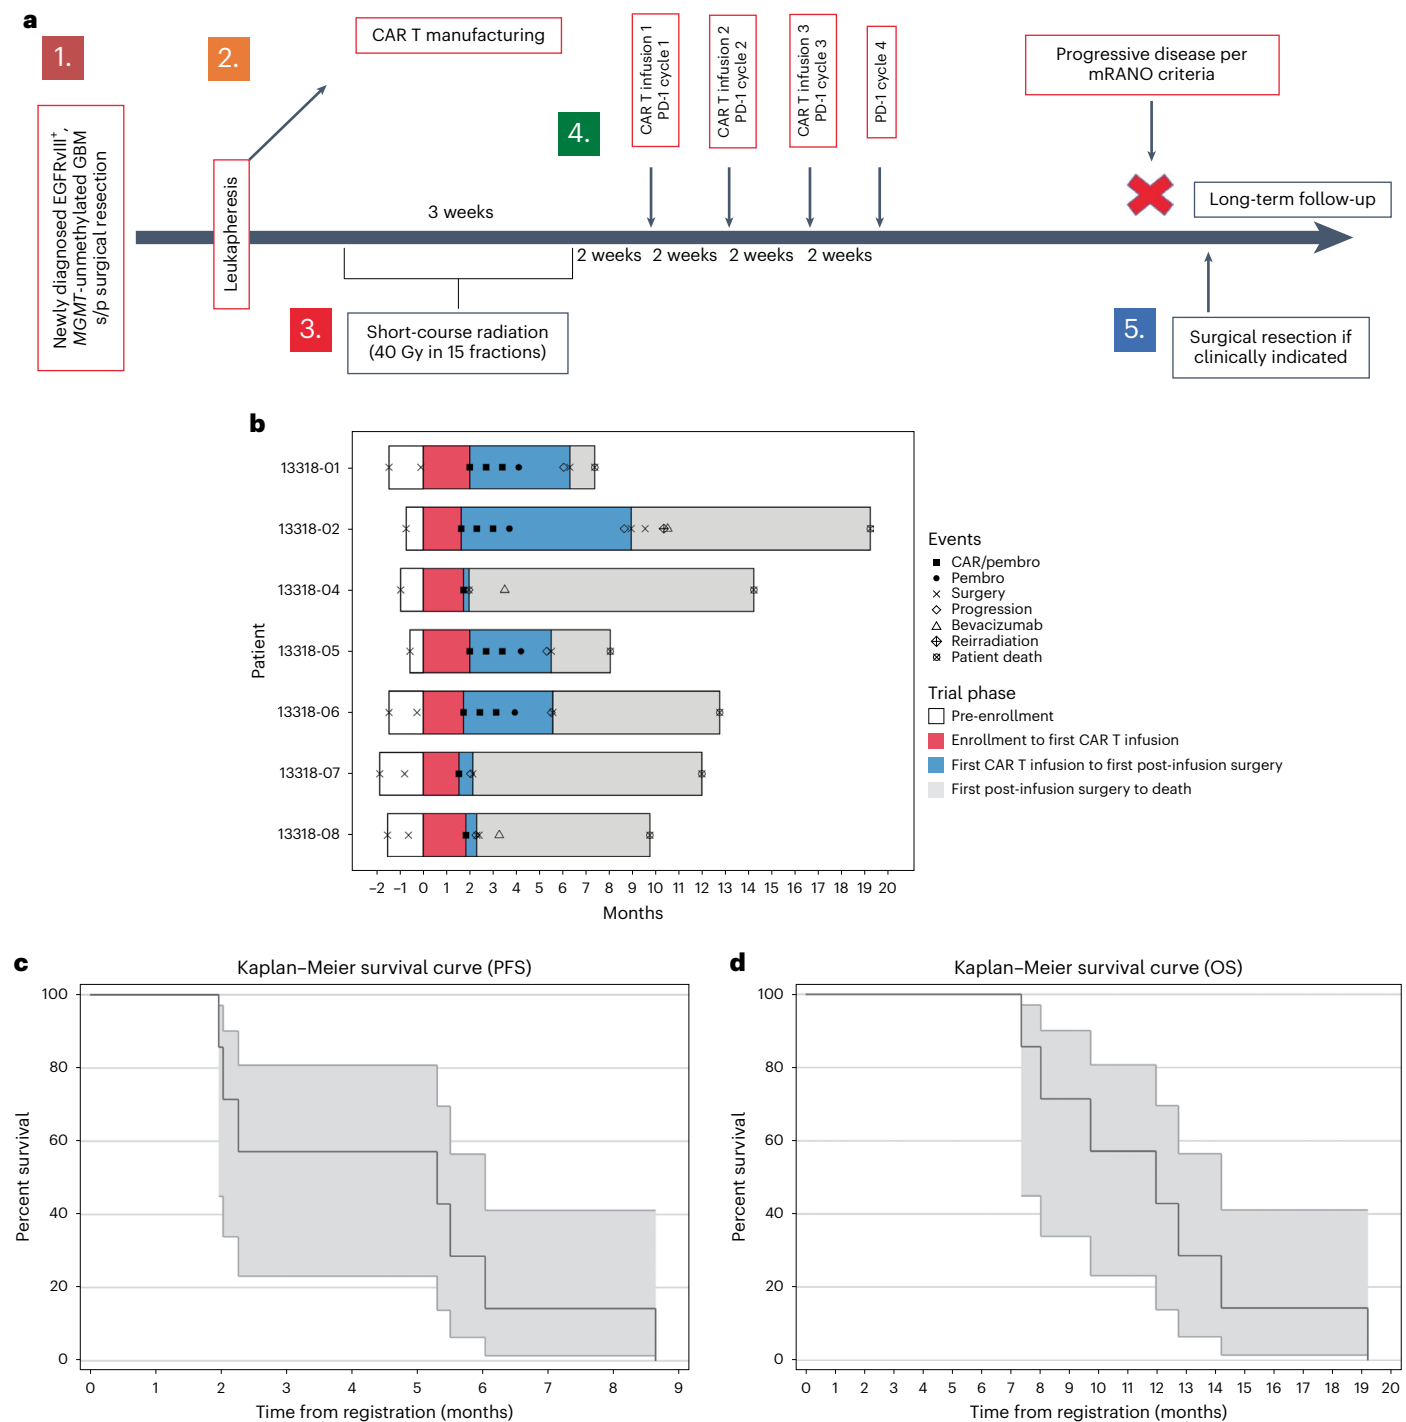 a
1.
2.
CAR T manufacturing
CAR T infusion 1
PD-1 cycle 1
CAR T infusion 2
PD-1 cycle 2
CAR T infusion 3
PD-1 cycle 3
PD-1 cycle 4
Progressive disease per
mRANO criteria
4.
Newly diagnosed EGFRvIII⁺,
MGMT-unmethylated GBM
s/p surgical resection
Leukapheresis
3 weeks
Long-term follow-up
2 weeks
2 weeks
2 weeks
2 weeks
3.
Short-course radiation
(40 Gy in 15 fractions)
5.
Surgical resection if
clinically indicated
b
Patient
13318-01
13318-02
13318-04
13318-05
13318-06
13318-07
13318-08
–2 –1 0 1 2 3 4 5 6 7 8 9 10 11 12 13 14 15 16 17 18 19 20
Months
Events
CAR/pembro
Pembro
Surgery
Progression
Bevacizumab
Reirradiation
Patient death
Trial phase
Pre-enrollment
Enrollment to first CAR T infusion
First CAR T infusion to first post-infusion surgery
First post-infusion surgery to death
c
Kaplan–Meier survival curve (PFS)
Percent survival
100
80
60
40
20
0
0 1 2 3 4 5 6 7 8 9
Time from registration (months)
d
Kaplan–Meier survival curve (OS)
Percent survival
100
80
60
40
20
0
0 1 2 3 4 5 6 7 8 9 10 11 12 13 14 15 16 17 18 19 20
Time from registration (months)